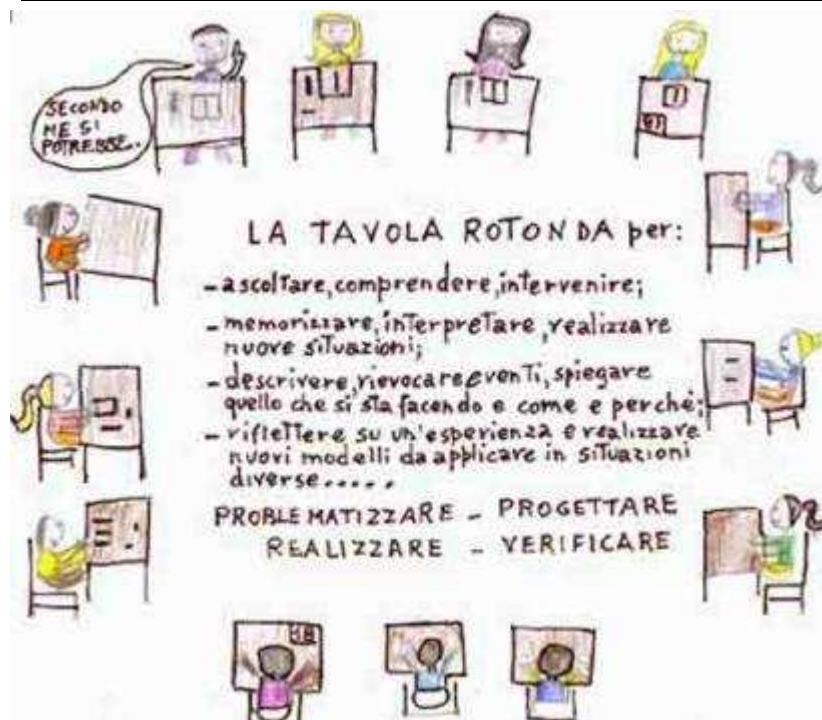 SECONDO
ME SI
POTREBBE...
LA TAVOLA ROTONDA per:
- ascoltare, comprendere, intervenire;
- memorizzare, interpretare, realizzare
nuove situazioni;
- descrivere, rievocare eventi, spiegare
quello che si sta facendo e come e perché;
- riflettere su un'esperienza e realizzare
nuovi modelli da applicare in situazioni
diverse.....
PROBLEMATIZZARE - PROGETTARE
REALIZZARE - VERIFICARE